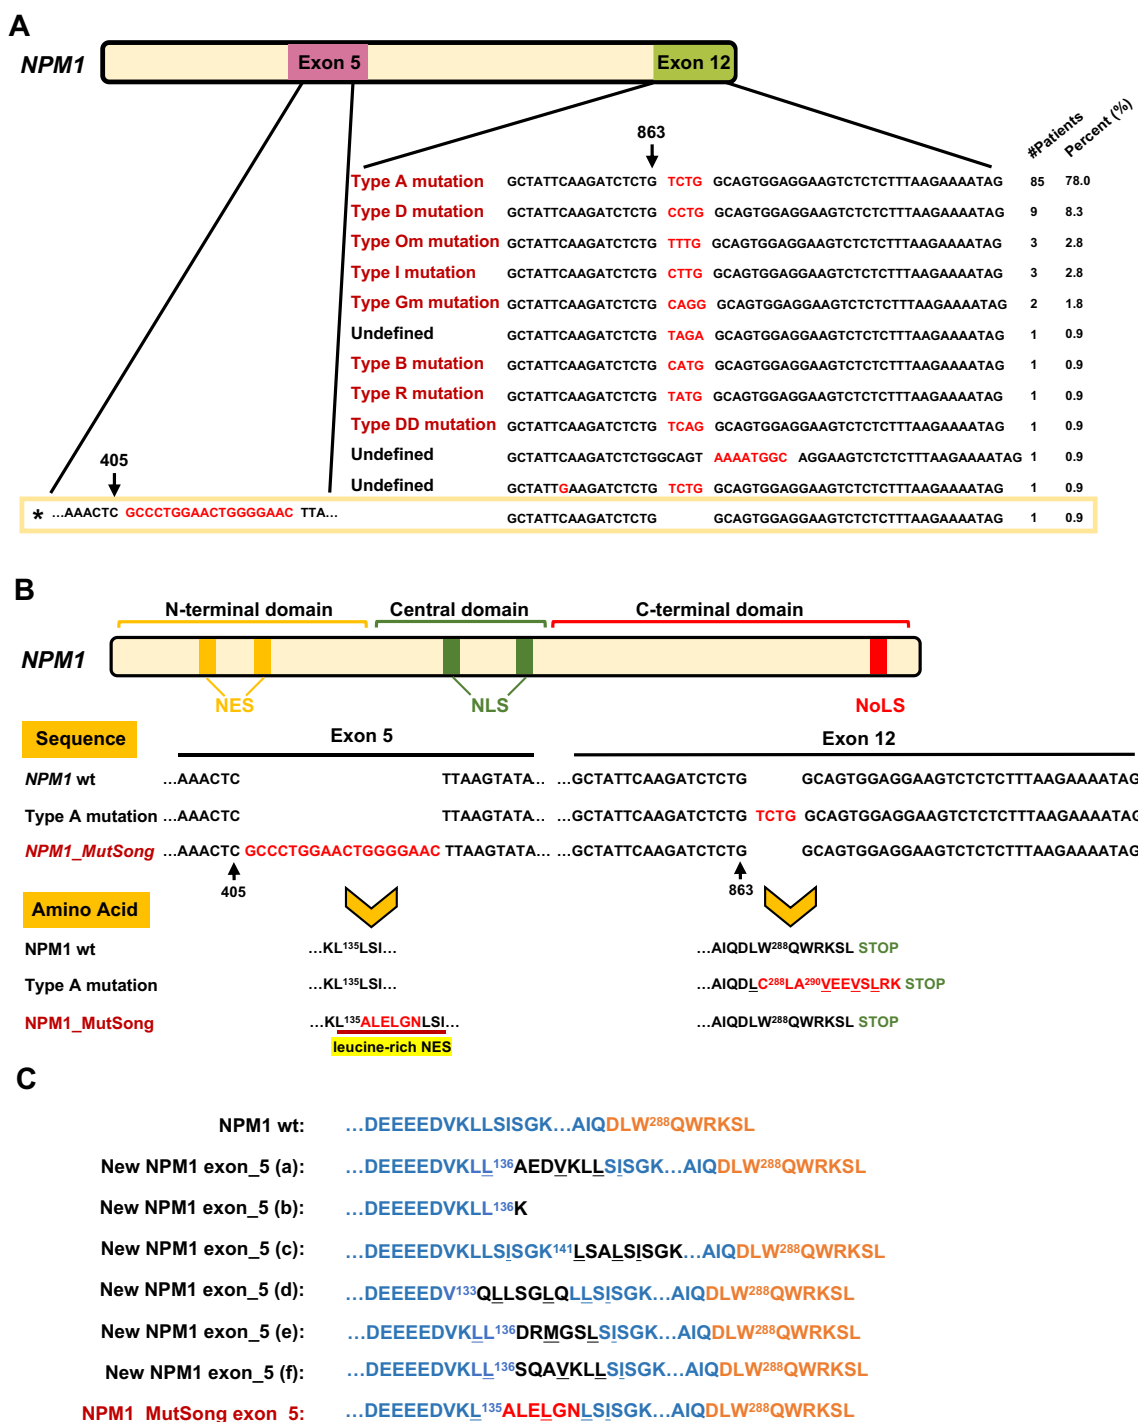 A
NPM1 Exon 5 Exon 12
#Patients Percent (%)
863
Type A mutation GCTATTCAAGATCTCTG TCTG GCAGTGGAGGAAGTCTCTCTTTAAGAAAATAG 85 78.0
Type D mutation GCTATTCAAGATCTCTG CCTG GCAGTGGAGGAAGTCTCTCTTTAAGAAAATAG 9 8.3
Type Om mutation GCTATTCAAGATCTCTG TTTG GCAGTGGAGGAAGTCTCTCTTTAAGAAAATAG 3 2.8
Type I mutation GCTATTCAAGATCTCTG CTTG GCAGTGGAGGAAGTCTCTCTTTAAGAAAATAG 3 2.8
Type Gm mutation GCTATTCAAGATCTCTG CAGG GCAGTGGAGGAAGTCTCTCTTTAAGAAAATAG 2 1.8
Undefined GCTATTCAAGATCTCTG TAGA GCAGTGGAGGAAGTCTCTCTTTAAGAAAATAG 1 0.9
Type B mutation GCTATTCAAGATCTCTG CATG GCAGTGGAGGAAGTCTCTCTTTAAGAAAATAG 1 0.9
Type R mutation GCTATTCAAGATCTCTG TATG GCAGTGGAGGAAGTCTCTCTTTAAGAAAATAG 1 0.9
Type DD mutation GCTATTCAAGATCTCTG TCAG GCAGTGGAGGAAGTCTCTCTTTAAGAAAATAG 1 0.9
Undefined GCTATTCAAGATCTCTGGCAGT AAAATGGC AGGAAGTCTCTCTTTAAGAAAATAG 1 0.9
Undefined GCTATTGAAGATCTCTG TCTG GCAGTGGAGGAAGTCTCTCTTTAAGAAAATAG 1 0.9
405
* ...AAACTC GCCCTGGAACTGGGGAAC TTA... GCTATTCAAGATCTCTG GCAGTGGAGGAAGTCTCTCTTTAAGAAAATAG 1 0.9
B
N-terminal domain Central domain C-terminal domain
NPM1
NES NLS NoLS
Sequence Exon 5 Exon 12
NPM1 wt ...AAACTC TTAAGTATA... ...GCTATTCAAGATCTCTG GCAGTGGAGGAAGTCTCTCTTTAAGAAAATAG
Type A mutation ...AAACTC TTAAGTATA... ...GCTATTCAAGATCTCTG TCTG GCAGTGGAGGAAGTCTCTCTTTAAGAAAATAG
NPM1_MutSong ...AAACTC GCCCTGGAACTGGGGAAC TTAAGTATA... ...GCTATTCAAGATCTCTG GCAGTGGAGGAAGTCTCTCTTTAAGAAAATAG
405 863
Amino Acid
NPM1 wt ...KL¹³⁵LSI... ...AIQDLW²⁸⁸QWRKSL STOP
Type A mutation ...KL¹³⁵LSI... ...AIQDLC²⁸⁸LA²⁹⁰VEEVSLRK STOP
NPM1_MutSong ...KL¹³⁵ALELGNLSI... ...AIQDLW²⁸⁸QWRKSL STOP
leucine-rich NES
C
NPM1 wt: ...DEEEEDVKLLSISGK...AIQDLW²⁸⁸QWRKSL
New NPM1 exon_5 (a): ...DEEEEDVKLL¹³⁶AEDVKLLSISGK...AIQDLW²⁸⁸QWRKSL
New NPM1 exon_5 (b): ...DEEEEDVKLL¹³⁶K
New NPM1 exon_5 (c): ...DEEEEDVKLLSISGK¹⁴¹LSALSISGK...AIQDLW²⁸⁸QWRKSL
New NPM1 exon_5 (d): ...DEEEEDV¹³³QLLSGLQLLSISGK...AIQDLW²⁸⁸QWRKSL
New NPM1 exon_5 (e): ...DEEEEDVKLL¹³⁶DRMGSLSISGK...AIQDLW²⁸⁸QWRKSL
New NPM1 exon_5 (f): ...DEEEEDVKLL¹³⁶SQAVKLLSISGK...AIQDLW²⁸⁸QWRKSL
NPM1_MutSong exon_5: ...DEEEEDVKL¹³⁵ALELGNLSISGK...AIQDLW²⁸⁸QWRKSL